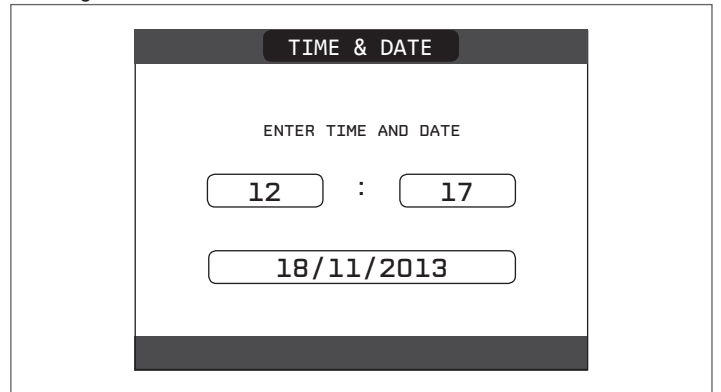 TIME & DATE
ENTER TIME AND DATE
12 : 17
18/11/2013